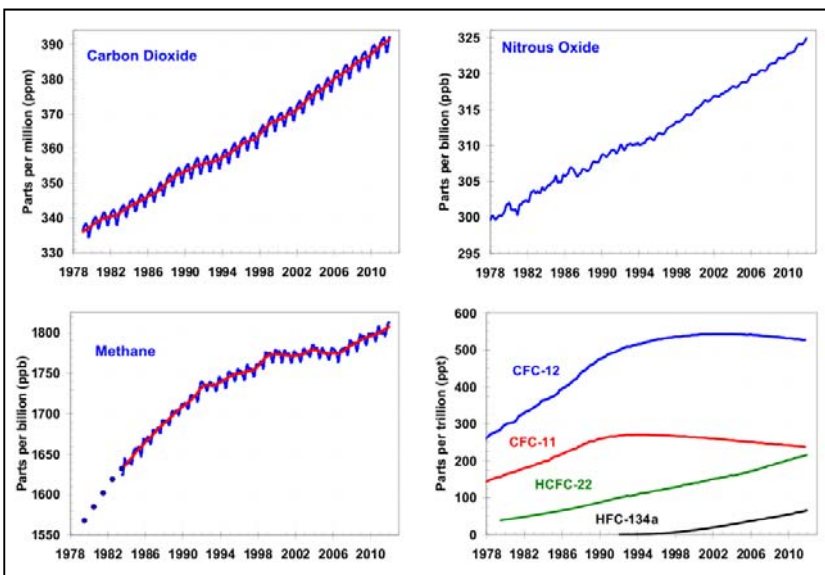 Carbon Dioxide
Parts per million (ppm)
390
380
370
360
350
340
330
1978 1982 1986 1990 1994 1998 2002 2006 2010
Nitrous Oxide
Parts per billion (ppb)
325
320
315
310
305
300
295
1978 1982 1986 1990 1994 1998 2002 2006 2010
Methane
Parts per billion (ppb)
1800
1750
1700
1650
1600
1550
1978 1982 1986 1990 1994 1998 2002 2006 2010
Parts per trillion (ppt)
600
500
400
300
200
100
0
CFC-12
CFC-11
HCFC-22
HFC-134a
1978 1982 1986 1990 1994 1998 2002 2006 2010